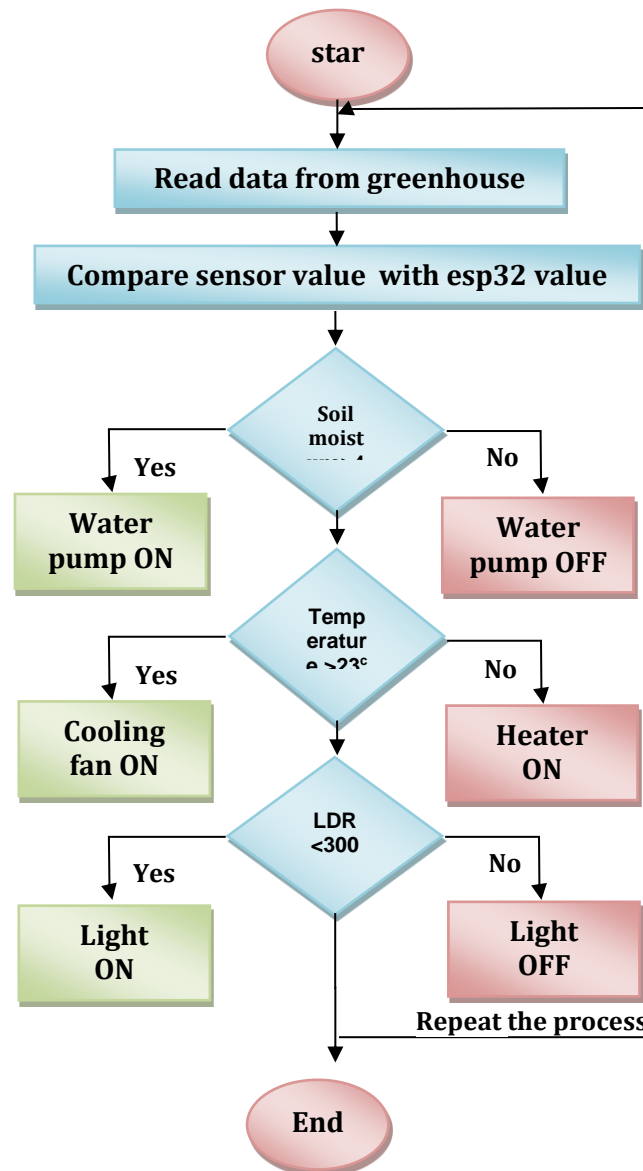 star
Read data from greenhouse
Compare sensor value with esp32 value
Soil
moist
Yes
No
Water
pump ON
Water
pump OFF
Temp
eratur
e >23°
Yes
No
Cooling
fan ON
Heater
ON
LDR
<300
Yes
No
Light
ON
Light
OFF
Repeat the process
End